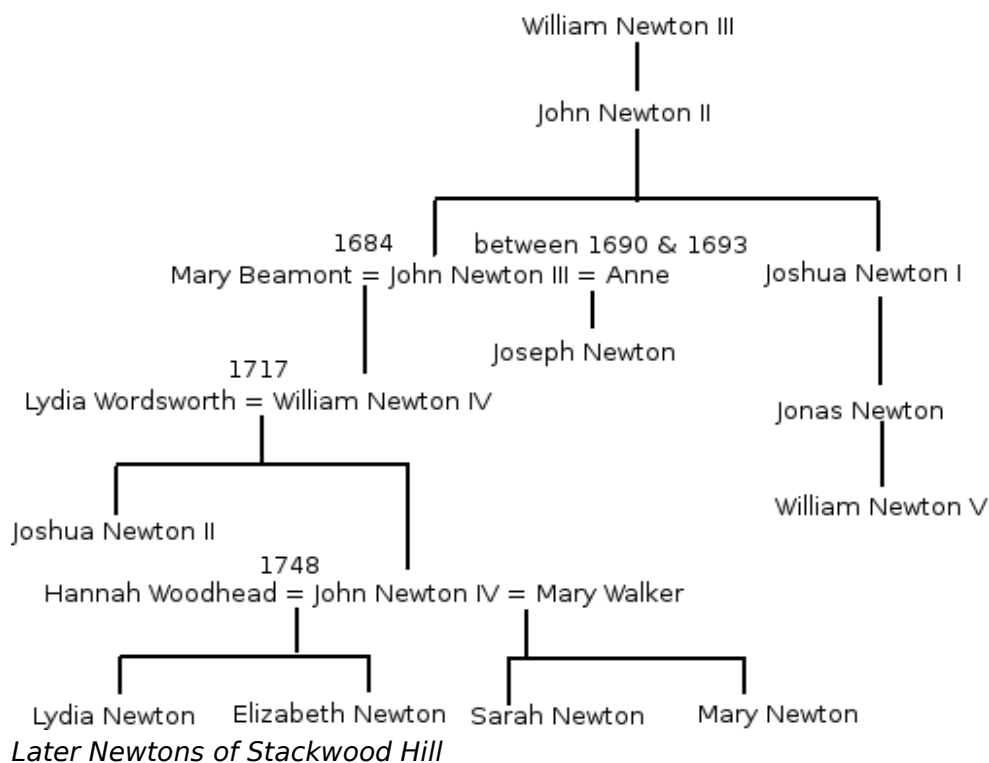 William Newton III
John Newton II
1684 between 1690 & 1693
Mary Beamont = John Newton III = Anne Joshua Newton I
Joseph Newton
1717
Lydia Wordsworth = William Newton IV
Jonas Newton
William Newton V
Joshua Newton II
1748
Hannah Woodhead = John Newton IV = Mary Walker
Lydia Newton Elizabeth Newton Sarah Newton Mary Newton
Later Newtons of Stackwood Hill